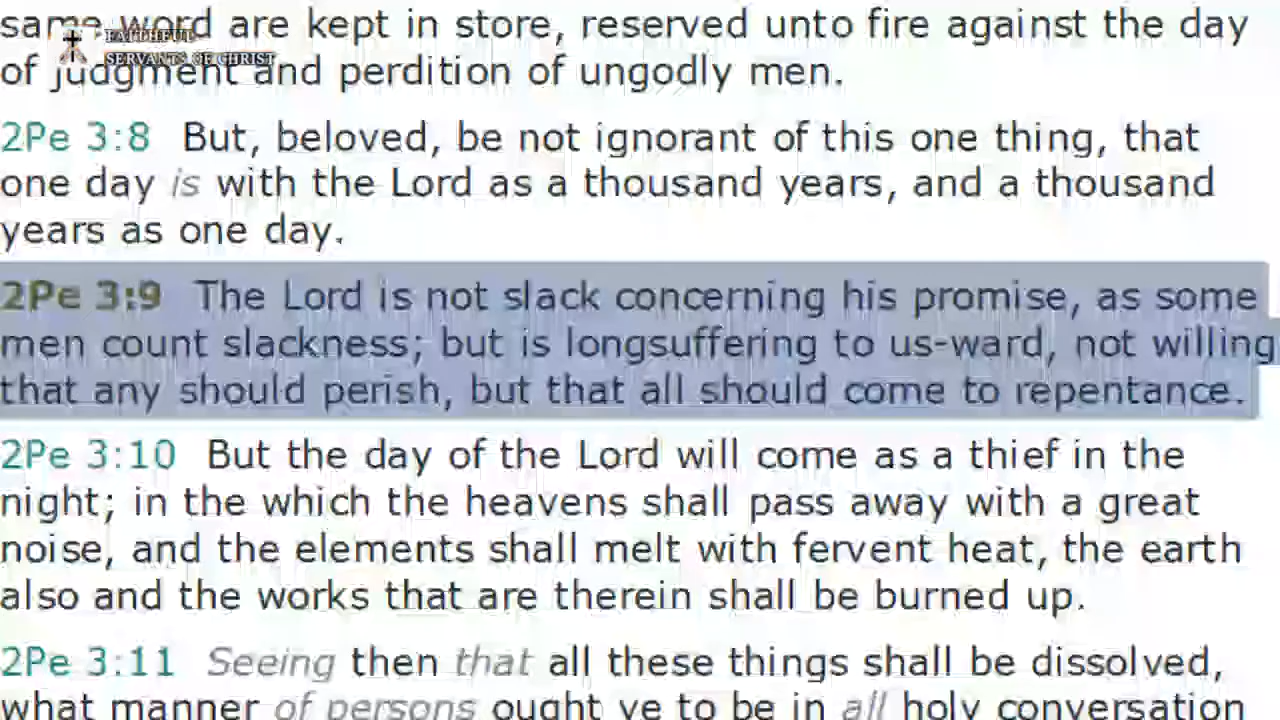 same word are kept in store, reserved unto fire against the day
FAITHFUL
SERVANTS OF CHRIST
of judgment and perdition of ungodly men.
2Pe 3:8 But, beloved, be not ignorant of this one thing, that
one day is with the Lord as a thousand years, and a thousand
years as one day.
2Pe 3:9 The Lord is not slack concerning his promise, as some
men count slackness; but is longsuffering to us-ward, not willing
that any should perish, but that all should come to repentance.
2Pe 3:10 But the day of the Lord will come as a thief in the
night; in the which the heavens shall pass away with a great
noise, and the elements shall melt with fervent heat, the earth
also and the works that are therein shall be burned up.
2Pe 3:11 Seeing then that all these things shall be dissolved,
what manner of persons ought ye to be in all holy conversation